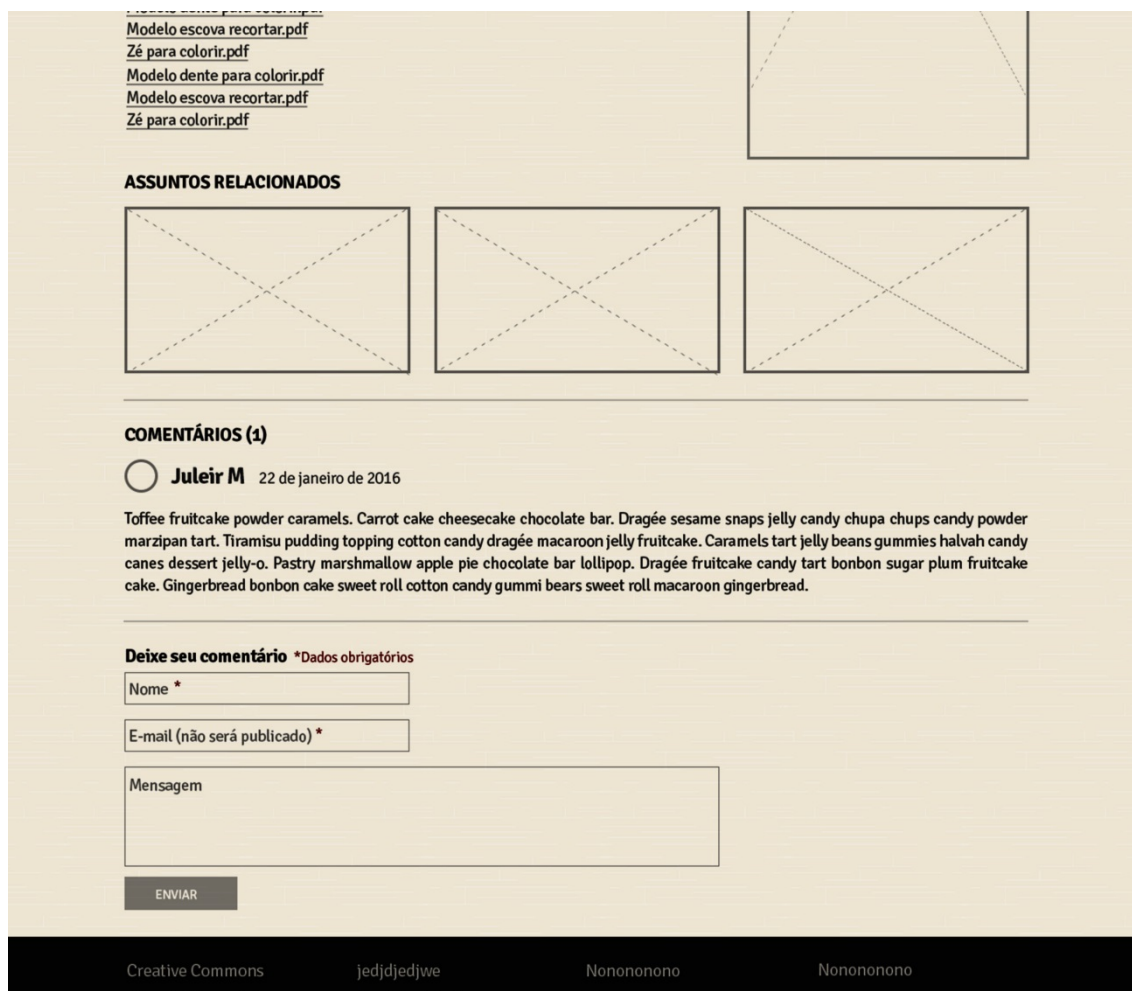 Modelo dente para colorir.pdf
Modelo escova recortar.pdf
Zé para colorir.pdf
Modelo dente para colorir.pdf
Modelo escova recortar.pdf
Zé para colorir.pdf
ASSUNTOS RELACIONADOS
COMENTÁRIOS (1)
Juleir M 22 de janeiro de 2016
Toffee fruitcake powder caramels. Carrot cake cheesecake chocolate bar. Dragée sesame snaps jelly candy chupa chups candy powder
marzipan tart. Tiramisu pudding topping cotton candy dragée macaroon jelly fruitcake. Caramels tart jelly beans gummies halvah candy
canes dessert jelly-o. Pastry marshmallow apple pie chocolate bar lollipop. Dragée fruitcake candy tart bonbon sugar plum fruitcake
cake. Gingerbread bonbon cake sweet roll cotton candy gummi bears sweet roll macaroon gingerbread.
Deixe seu comentário *Dados obrigatórios
Nome *
E-mail (não será publicado) *
Mensagem
ENVIAR
Creative Commons jedjdjedjwe Nonononono Nonononono